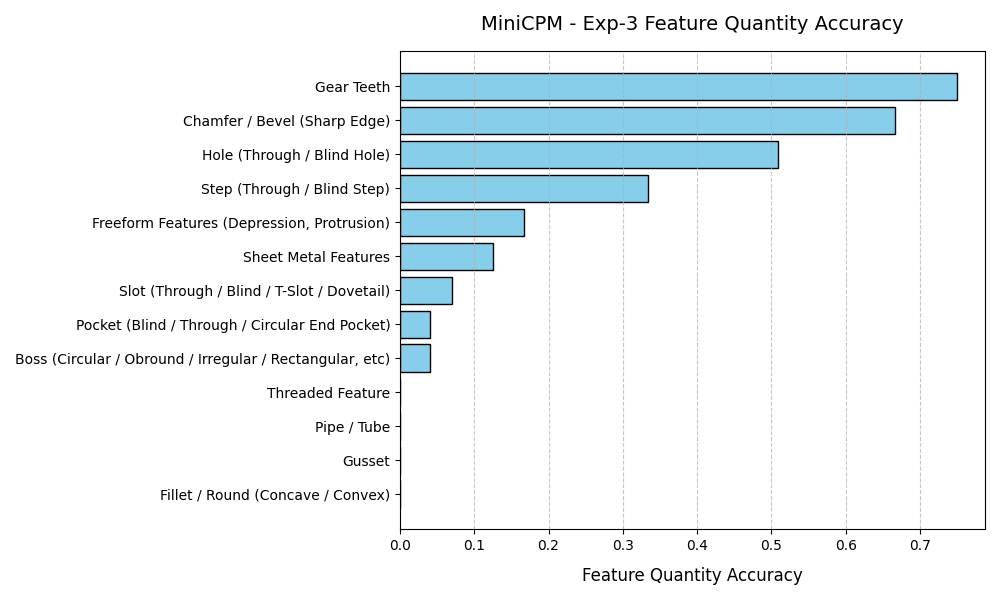 MiniCPM - Exp-3 Feature Quantity Accuracy
Gear Teeth
Chamfer / Bevel (Sharp Edge)
Hole (Through / Blind Hole)
Step (Through / Blind Step)
Freeform Features (Depression, Protrusion)
Sheet Metal Features
Slot (Through / Blind / T-Slot / Dovetail)
Pocket (Blind / Through / Circular End Pocket)
Boss (Circular / Obround / Irregular / Rectangular, etc)
Threaded Feature
Pipe / Tube
Gusset
Fillet / Round (Concave / Convex)
0.0 0.1 0.2 0.3 0.4 0.5 0.6 0.7
Feature Quantity Accuracy